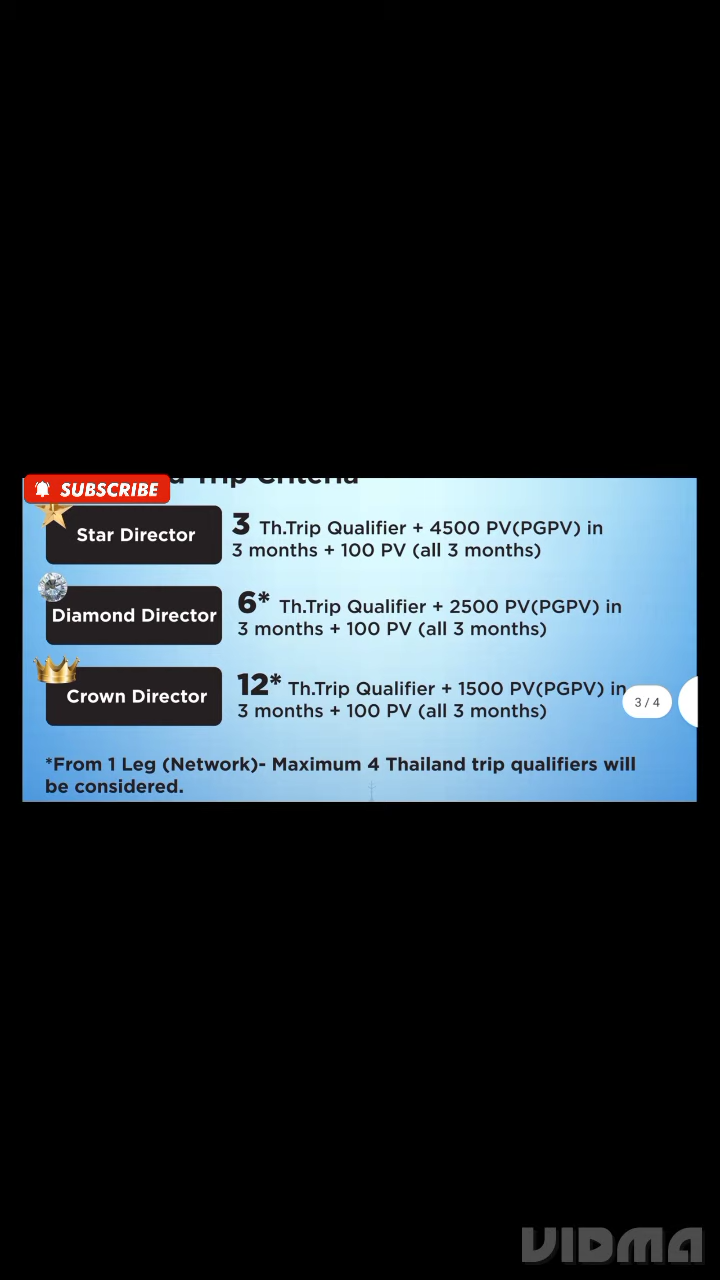 SUBSCRIBE
Trip Criteria
Star Director
3 Th.Trip Qualifier + 4500 PV(PGPV) in
3 months + 100 PV (all 3 months)
Diamond Director
6* Th.Trip Qualifier + 2500 PV(PGPV) in
3 months + 100 PV (all 3 months)
Crown Director
12* Th.Trip Qualifier + 1500 PV(PGPV) in
3 months + 100 PV (all 3 months)
3 / 4
*From 1 Leg (Network)- Maximum 4 Thailand trip qualifiers will
be considered.
VIDMA